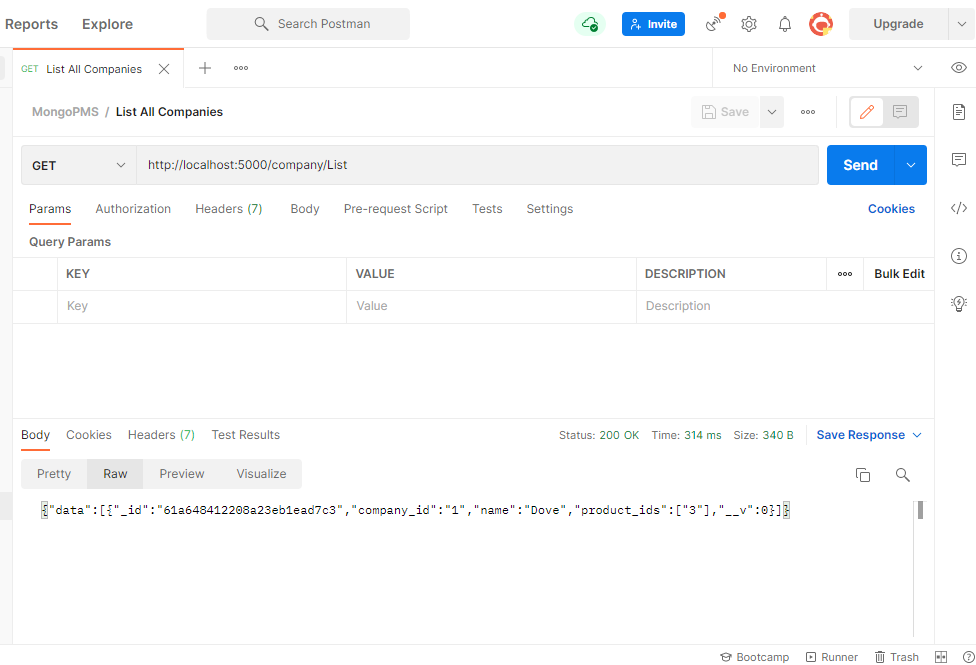 Reports Explore Search Postman Invite Upgrade
GET List All Companies No Environment
MongoPMS / List All Companies Save
GET http://localhost:5000/company/List Send
Params Authorization Headers (7) Body Pre-request Script Tests Settings Cookies
Query Params
KEY VALUE DESCRIPTION Bulk Edit
Key Value Description
Body Cookies Headers (7) Test Results Status: 200 OK Time: 314 ms Size: 340 B Save Response
Pretty Raw Preview Visualize
{"data":[{"_id":"61a648412208a23eb1ead7c3","company_id":"1","name":"Dove","product_ids":["3"],"__v":0}]}
Bootcamp Runner Trash